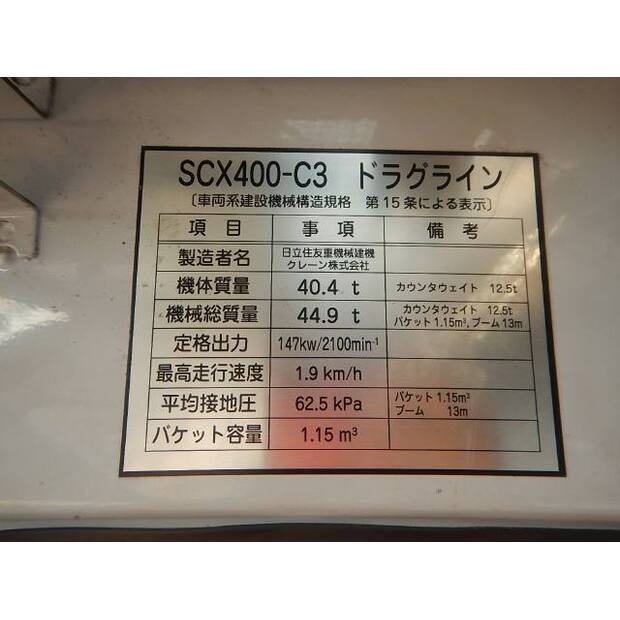 SCX400-C3 ドラグライン
〔車両系建設機械構造規格 第15条による表示〕
項目 事項 備考
製造者名 日立住友重機械建機
クレーン株式会社
機体質量 40.4 t カウンタウェイト 12.5t
機械総質量 44.9 t カウンタウェイト 12.5t
バケット 1.15m³, ブーム 13m
定格出力 147kw/2100min⁻¹
最高走行速度 1.9 km/h
平均接地圧 62.5 kPa バケット 1.15m³
ブーム 13m
バケット容量 1.15 m³